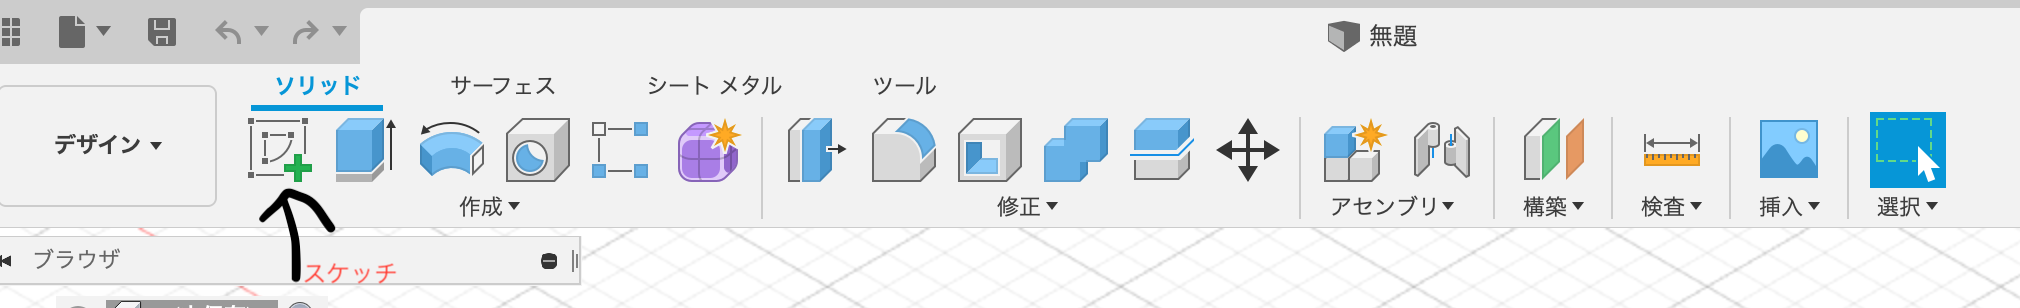 無題
ソリッド サーフェス シート メタル ツール
デザイン
作成 修正 アセンブリ 構築 検査 挿入 選択
ブラウザ
スケッチ